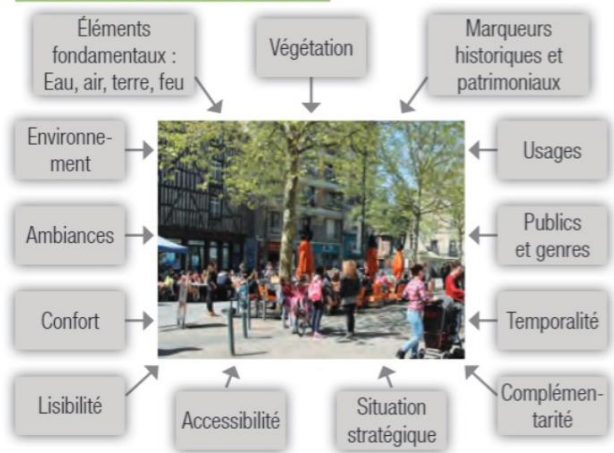 Éléments
fondamentaux :
Eau, air, terre, feu
Végétation
Marqueurs
historiques et
patrimoniaux
Environne-
ment
Usages
Ambiances
Publics
et genres
Confort
Temporalité
Lisibilité
Accessibilité
Situation
stratégique
Complémen-
tarité